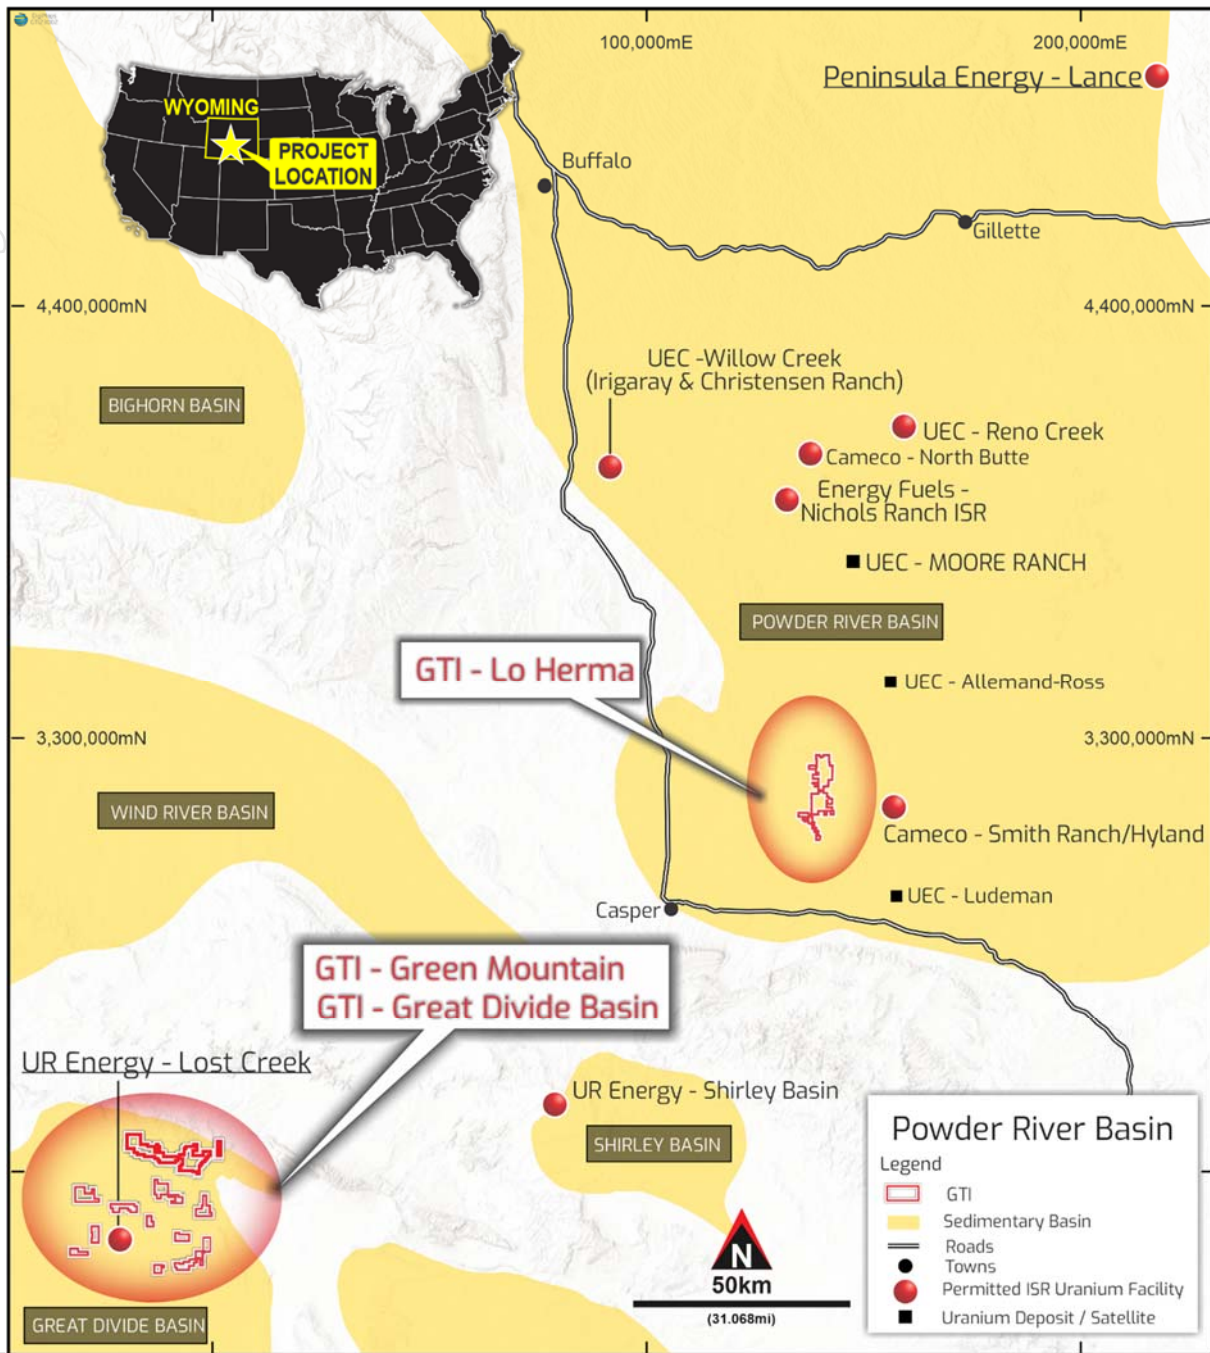 100,000mE
200,000mE
Peninsula Energy - Lance
WYOMING
PROJECT
LOCATION
Buffalo
Gillette
4,400,000mN
4,400,000mN
UEC -Willow Creek
(Irigaray & Christensen Ranch)
BIGHORN BASIN
UEC - Reno Creek
Cameco - North Butte
Energy Fuels -
Nichols Ranch ISR
UEC - MOORE RANCH
POWDER RIVER BASIN
GTI - Lo Herma
UEC - Allemand-Ross
3,300,000mN
3,300,000mN
WIND RIVER BASIN
Cameco - Smith Ranch/Hyland
UEC - Ludeman
Casper
GTI - Green Mountain
GTI - Great Divide Basin
UR Energy - Lost Creek
UR Energy - Shirley Basin
SHIRLEY BASIN
GREAT DIVIDE BASIN
N
50km
(31.068mi)
Powder River Basin
Legend
GTI
Sedimentary Basin
Roads
Towns
Permitted ISR Uranium Facility
Uranium Deposit / Satellite